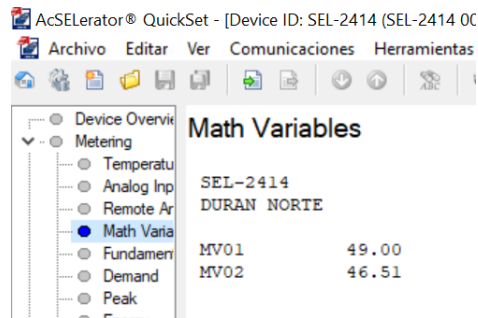 AcSELerator® QuickSet - [Device ID: SEL-2414 (SEL-2414 00
Archivo Editar Ver Comunicaciones Herramientas
Device Overvie
Metering
Temperatu
Analog Inp
Remote Ar
Math Varia
Fundamen
Demand
Peak
Math Variables
SEL-2414
DURAN NORTE
MV01 49.00
MV02 46.51